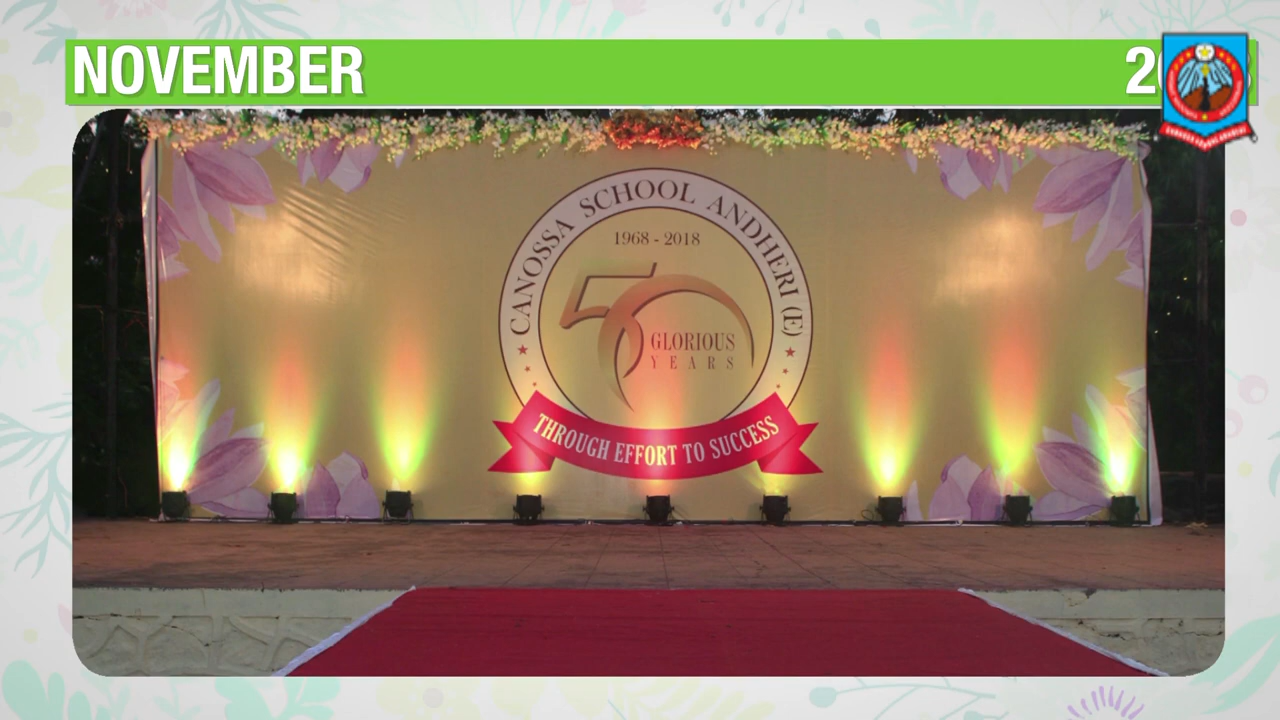 NOVEMBER
CANOSSA SCHOOL ANDHERI (E)
1968 - 2018
50
GLORIOUS
YEARS
THROUGH EFFORT TO SUCCESS